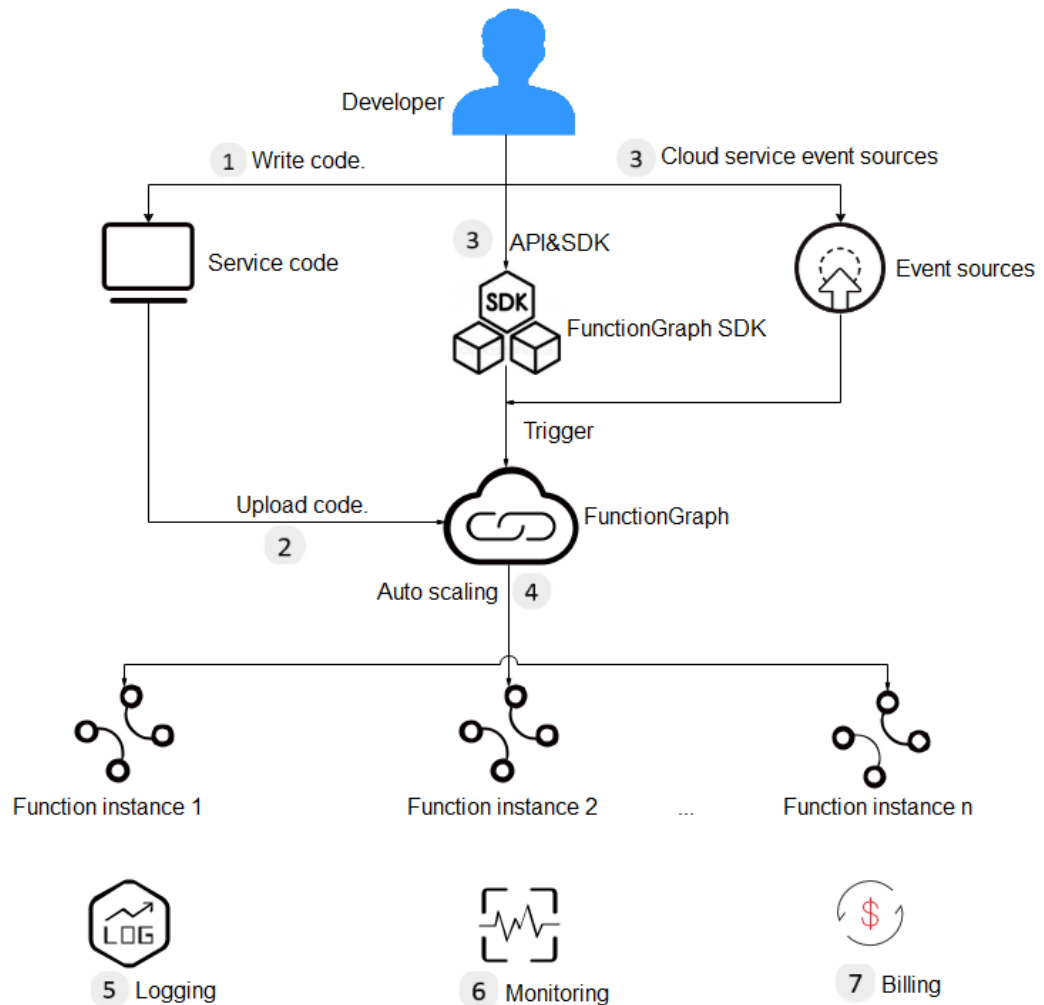 Developer
1 Write code.
3 Cloud service event sources
3 API&SDK
Service code
Event sources
SDK
FunctionGraph SDK
Trigger
Upload code.
2
FunctionGraph
Auto scaling 4
Function instance 1
Function instance 2
...
Function instance n
LOG
$
5 Logging
6 Monitoring
7 Billing